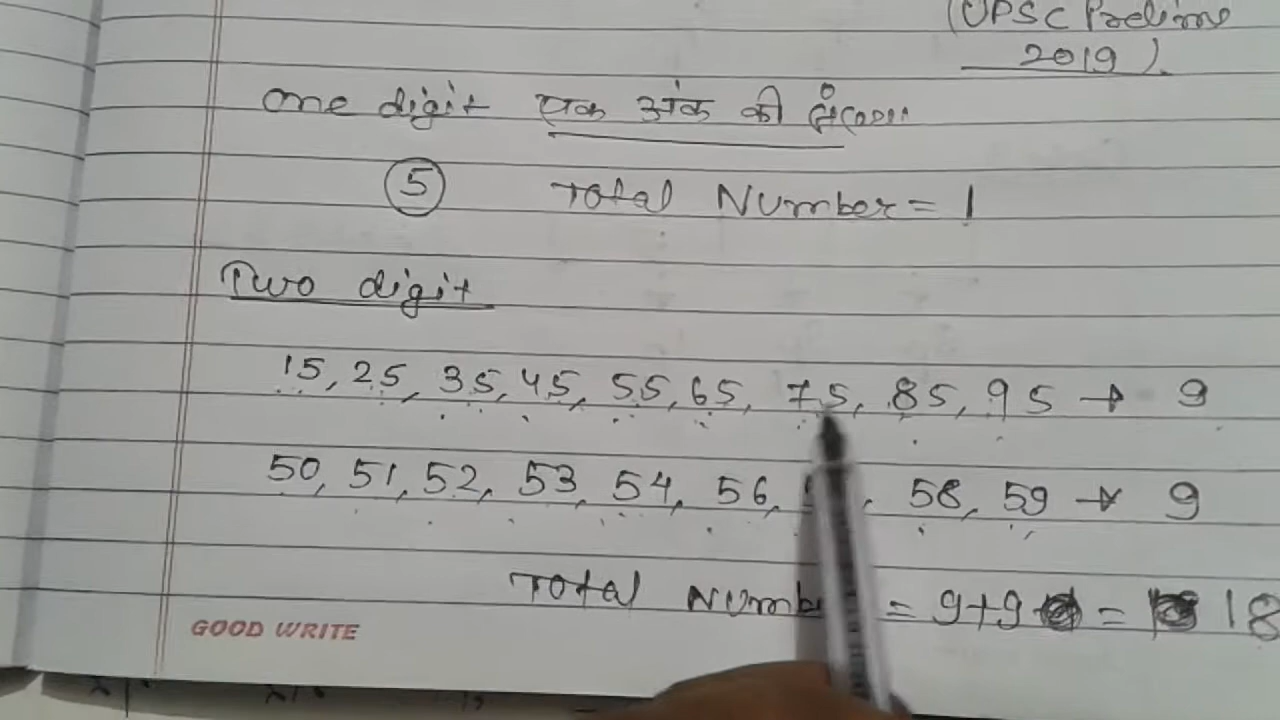 (UPSC Prelims
2019).
One digit एक अंक की संख्या
5 Total Number = 1
Two digit
15, 25, 35, 45, 55, 65, 75, 85, 95 → 9
50, 51, 52, 53, 54, 56, 58, 59 → 9
Total = 9+9 = 18
GOOD WRITE